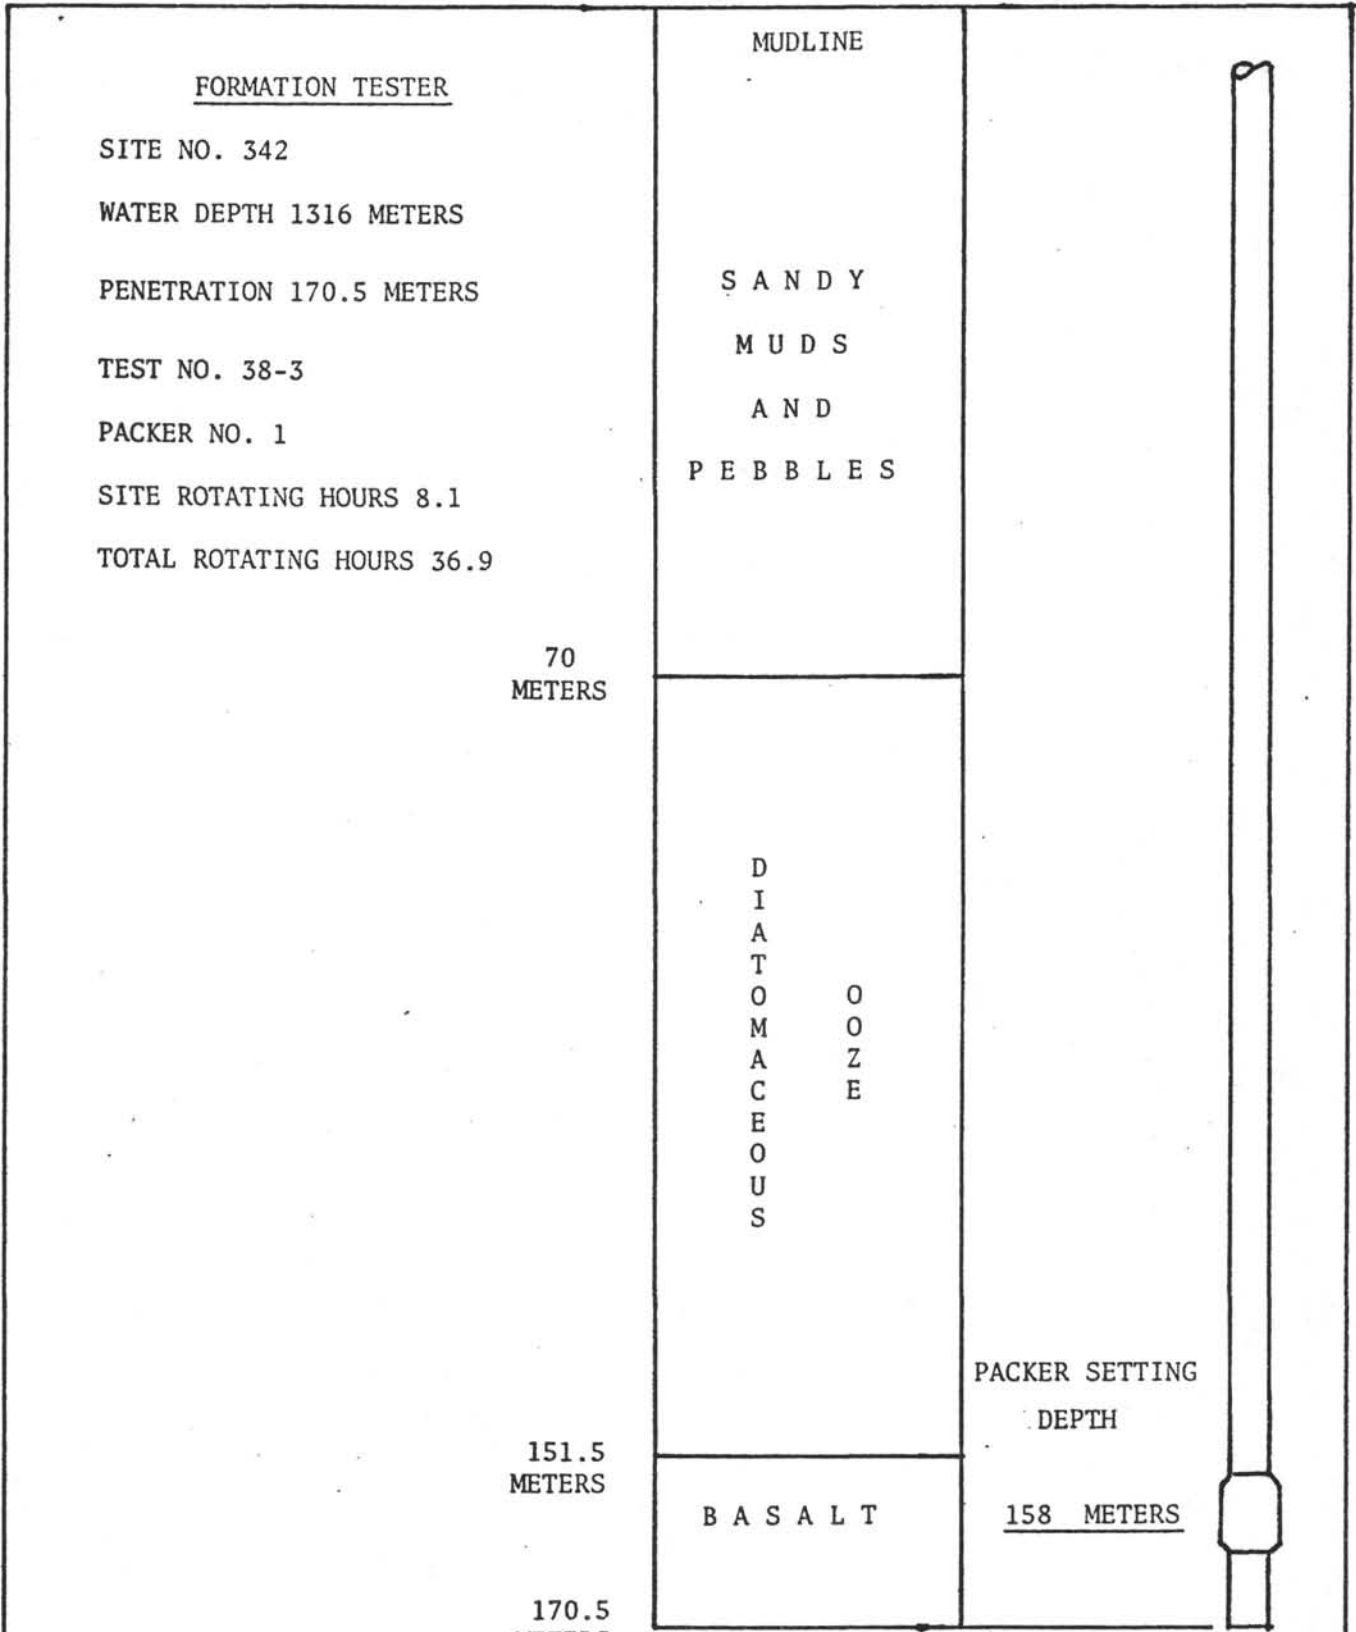 FORMATION TESTER
SITE NO. 342
WATER DEPTH 1316 METERS
PENETRATION 170.5 METERS
TEST NO. 38-3
PACKER NO. 1
SITE ROTATING HOURS 8.1
TOTAL ROTATING HOURS 36.9
MUDLINE
S A N D Y
M U D S
A N D
P E B B L E S
70
METERS
D
I
A
T
O
M
A
C
E
O
U
S
O
O
Z
E
PACKER SETTING
DEPTH
151.5
METERS
B A S A L T
158 METERS
170.5